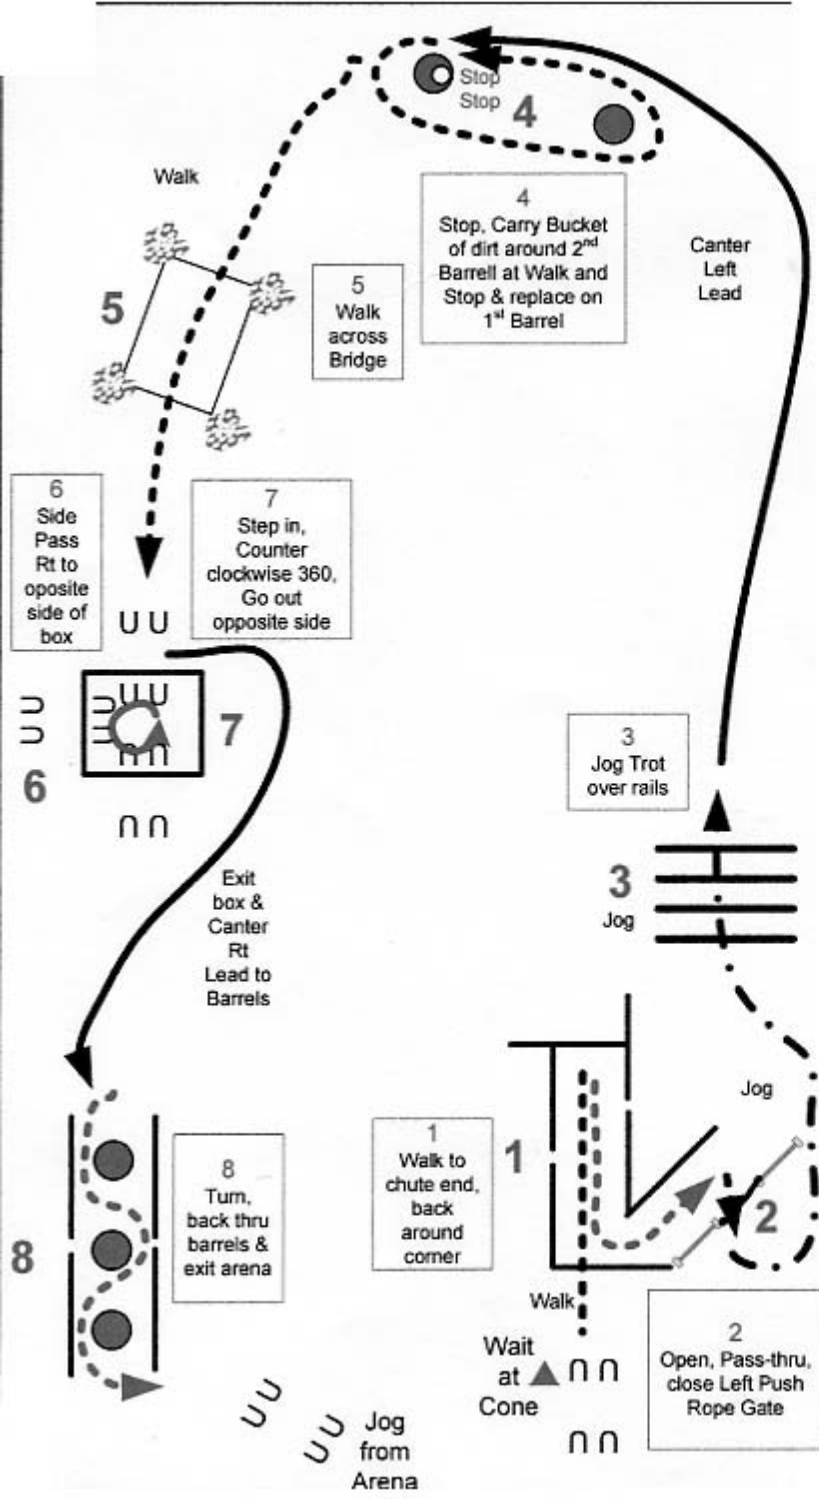 Stop
Stop
4
Walk
4
Stop, Carry Bucket
of dirt around 2nd
Barrell at Walk and
Stop & replace on
1st Barrel
Canter
Left
Lead
5
5
Walk
across
Bridge
6
Side
Pass
Rt to
oposite
side of
box
7
Step in,
Counter
clockwise 360,
Go out
opposite side
7
6
3
Jog Trot
over rails
3
Jog
Exit
box &
Canter
Rt
Lead to
Barrels
Jog
1
1
Walk to
chute end,
back
around
corner
2
8
8
Turn,
back thru
barrels &
exit arena
Walk
2
Open, Pass-thru,
close Left Push
Rope Gate
Wait
at
Cone
Jog
from
Arena